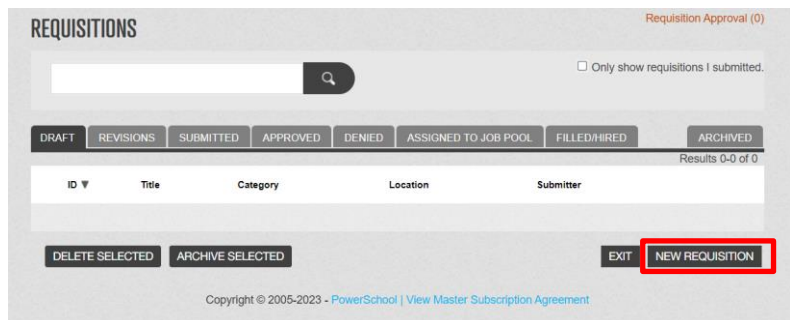 Requisition Approval (0)
REQUISITIONS
Only show requisitions I submitted.
DRAFT REVISIONS SUBMITTED APPROVED DENIED ASSIGNED TO JOB POOL FILLED/HIRED ARCHIVED
Results 0-0 of 0
ID ▼ Title Category Location Submitter
DELETE SELECTED ARCHIVE SELECTED EXIT NEW REQUISITION
Copyright © 2005-2023 - PowerSchool | View Master Subscription Agreement